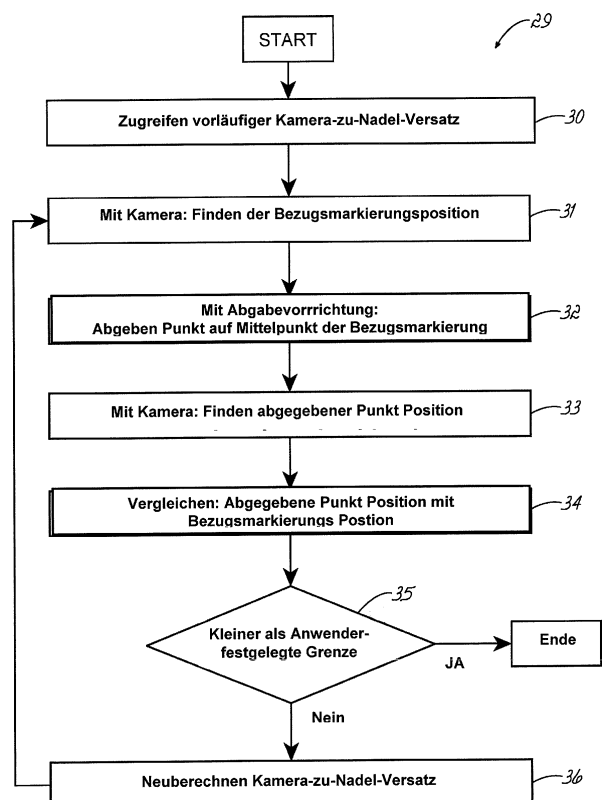 29
START
Zugreifen vorläufiger Kamera-zu-Nadel-Versatz
30
Mit Kamera: Finden der Bezugsmarkierungsposition
31
Mit Abgabevorrrichtung:
Abgeben Punkt auf Mittelpunkt der Bezugsmarkierung
32
Mit Kamera: Finden abgegebener Punkt Position
33
Vergleichen: Abgegebene Punkt Position mit
Bezugsmarkierungs Postion
34
35
Kleiner als Anwender-
festgelegte Grenze
JA
Ende
Nein
Neuberechnen Kamera-zu-Nadel-Versatz
36